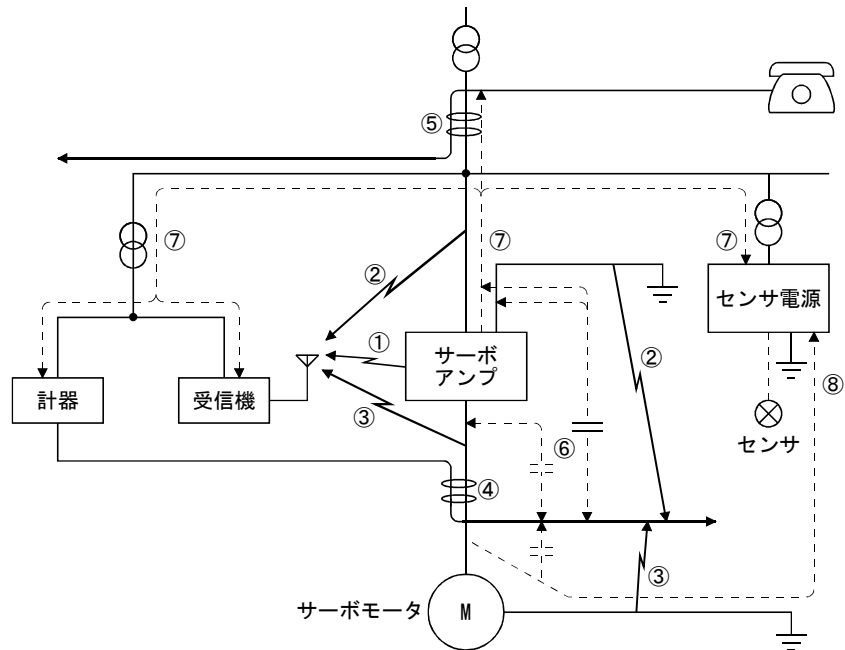 ⑤
⑦
⑦
⑦
②
センサ電源
①
サーボ
アンプ
②
⑧
計器
受信機
③
⑥
センサ
④
③
サーボモータ
M